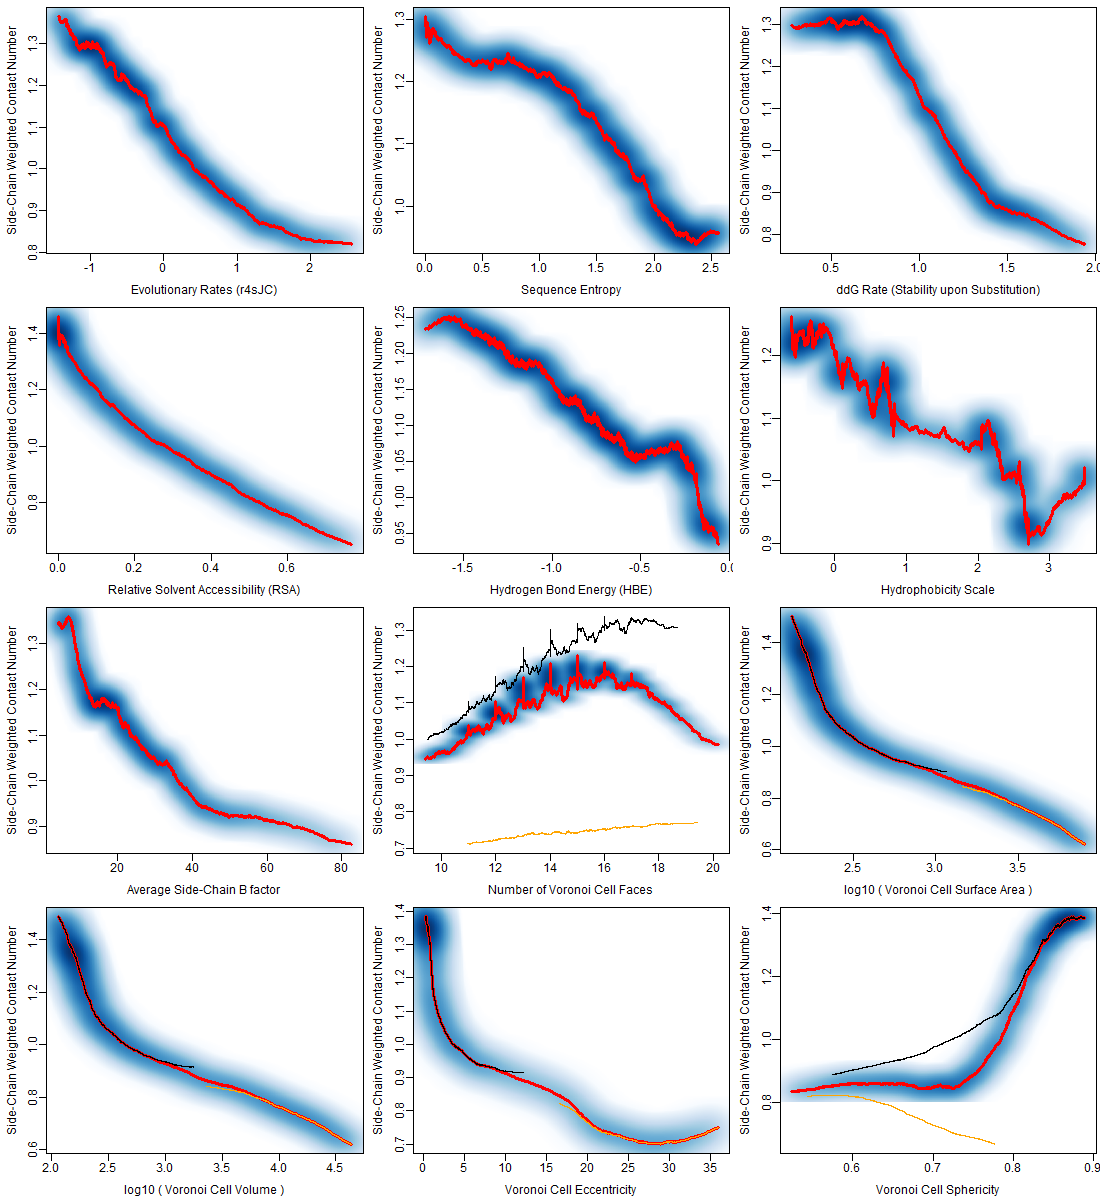 Side-Chain Weighted Contact Number
0.8 0.9 1.0 1.1 1.2 1.3
-1 0 1 2
Evolutionary Rates (r4sJC)
Side-Chain Weighted Contact Number
1.0 1.1 1.2 1.3
0.0 0.5 1.0 1.5 2.0 2.5
Sequence Entropy
Side-Chain Weighted Contact Number
0.8 0.9 1.0 1.1 1.2 1.3
0.5 1.0 1.5 2.0
ddG Rate (Stability upon Substitution)
Side-Chain Weighted Contact Number
0.8 1.0 1.2 1.4
0.0 0.2 0.4 0.6
Relative Solvent Accessibility (RSA)
Side-Chain Weighted Contact Number
0.95 1.00 1.05 1.10 1.15 1.20 1.25
-1.5 -1.0 -0.5
Hydrogen Bond Energy (HBE)
Side-Chain Weighted Contact Number
0.9 1.0 1.1 1.2
0 1 2 3
Hydrophobicity Scale
Side-Chain Weighted Contact Number
0.9 1.0 1.1 1.2 1.3
20 40 60 80
Average Side-Chain B factor
Side-Chain Weighted Contact Number
0.7 0.8 0.9 1.0 1.1 1.2 1.3
10 12 14 16 18 20
Number of Voronoi Cell Faces
Side-Chain Weighted Contact Number
0.6 0.8 1.0 1.2 1.4
2.5 3.0 3.5
log10 ( Voronoi Cell Surface Area )
Side-Chain Weighted Contact Number
0.6 0.8 1.0 1.2 1.4
2.0 2.5 3.0 3.5 4.0 4.5
log10 ( Voronoi Cell Volume )
Side-Chain Weighted Contact Number
0.7 0.8 0.9 1.0 1.1 1.2 1.3 1.4
0 5 10 15 20 25 30 35
Voronoi Cell Eccentricity
Side-Chain Weighted Contact Number
0.8 1.0 1.2 1.4
0.6 0.7 0.8 0.9
Voronoi Cell Sphericity